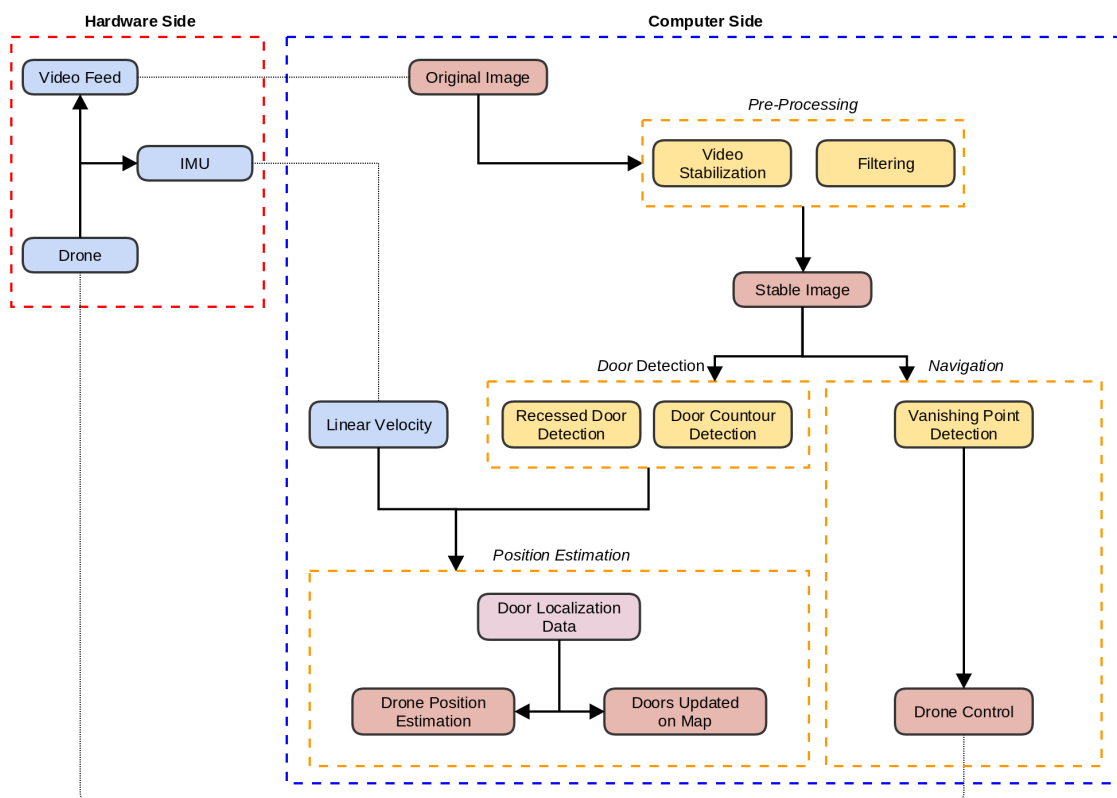 Hardware Side
Computer Side
Video Feed
Original Image
Pre-Processing
IMU
Video
Stabilization
Filtering
Drone
Stable Image
Door Detection
Navigation
Linear Velocity
Recessed Door
Detection
Door Countour
Detection
Vanishing Point
Detection
Position Estimation
Door Localization
Data
Drone Position
Estimation
Doors Updated
on Map
Drone Control